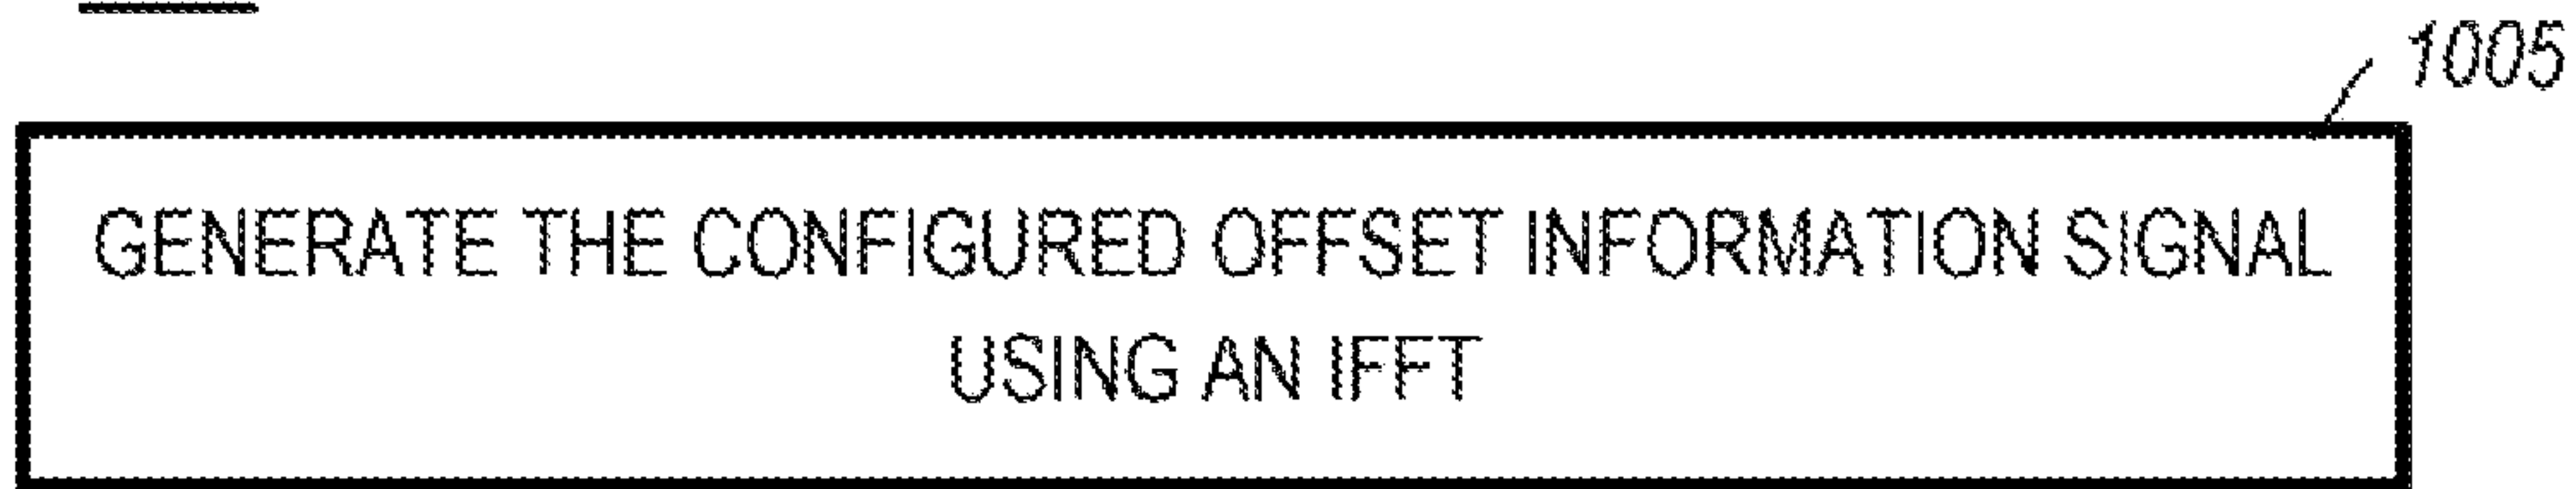 1005
GENERATE THE CONFIGURED OFFSET INFORMATION SIGNAL
USING AN IFFT